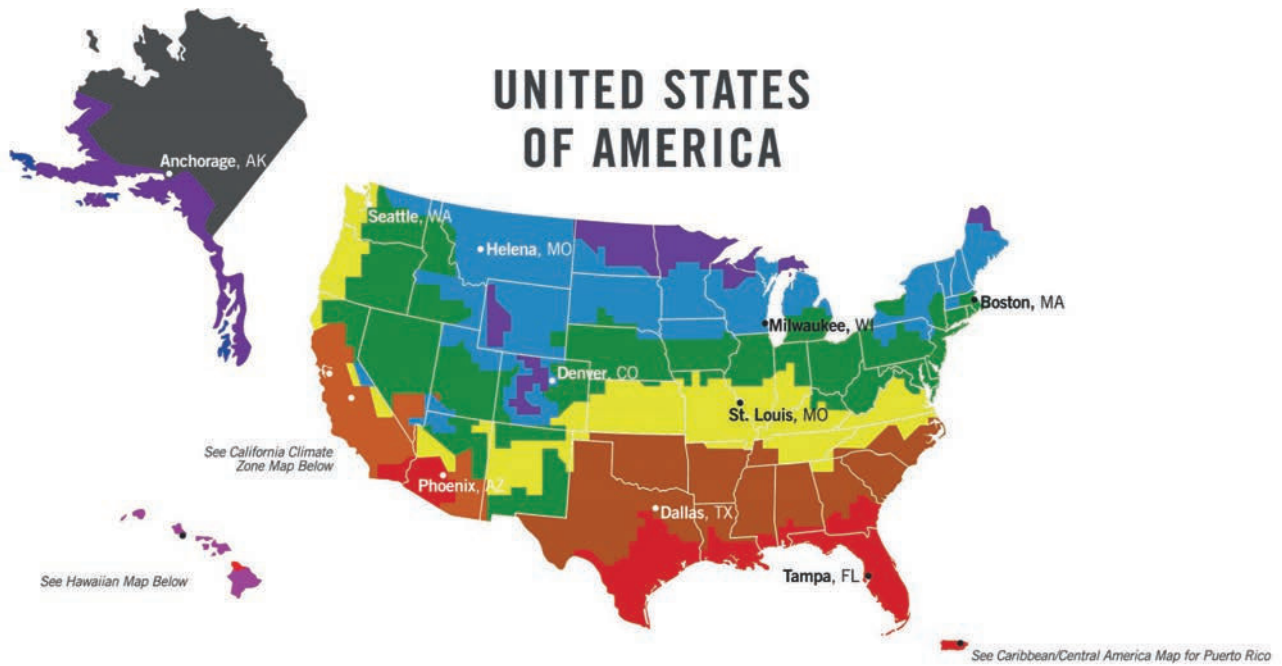 UNITED STATES
OF AMERICA
Anchorage, AK
Seattle, WA
Helena, MO
Boston, MA
Milwaukee, WI
Denver, CO
St. Louis, MO
See California Climate
Zone Map Below
Phoenix, AZ
Dallas, TX
See Hawaiian Map Below
Tampa, FL
See Caribbean/Central America Map for Puerto Rico